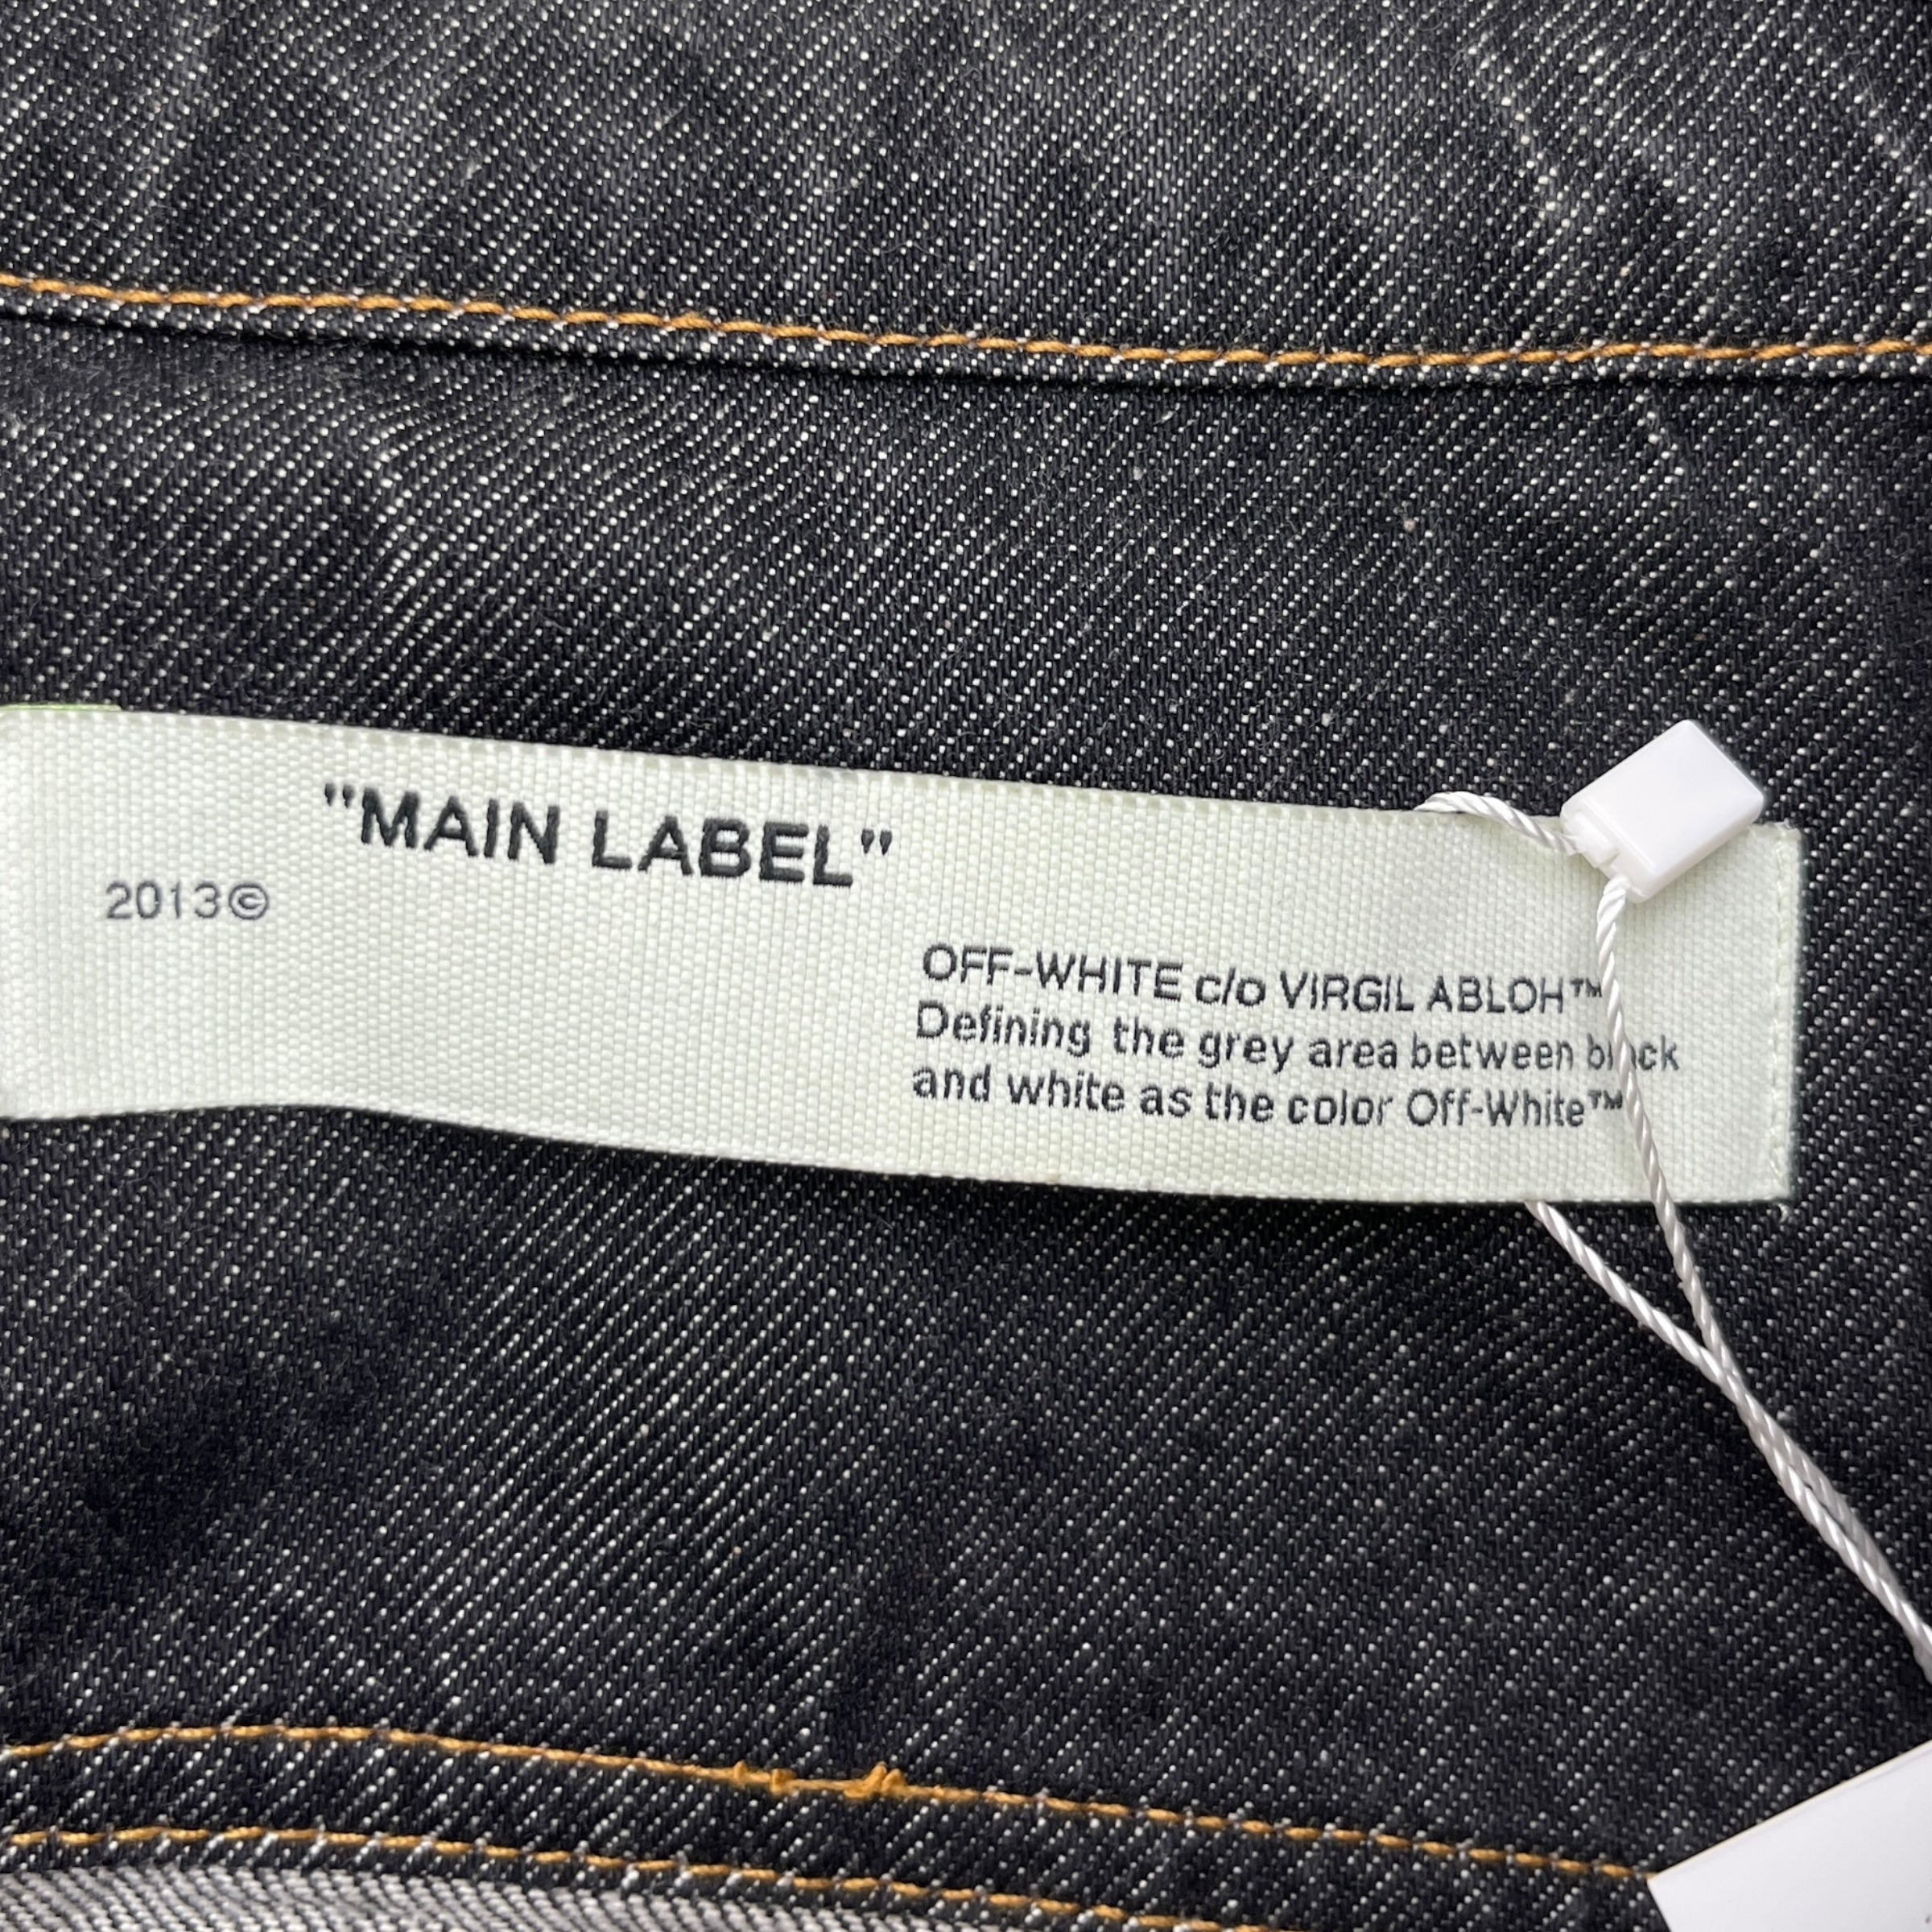 "MAIN LABEL"
2013©
OFF-WHITE c/o VIRGIL ABLOH™
Defining the grey area between black
and white as the color Off-White™